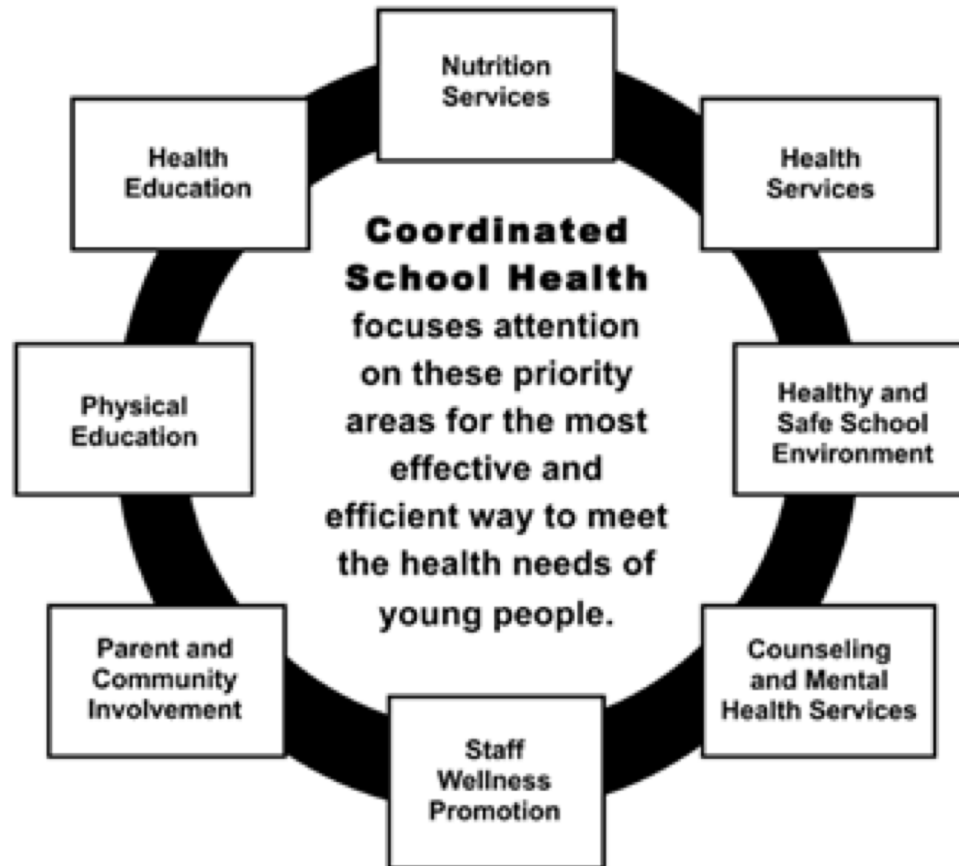 Nutrition
Services
Health
Education
Health
Services
Coordinated
School Health
focuses attention
on these priority
areas for the most
effective and
efficient way to meet
the health needs of
young people.
Physical
Education
Healthy and
Safe School
Environment
Parent and
Community
Involvement
Counseling
and Mental
Health Services
Staff
Wellness
Promotion